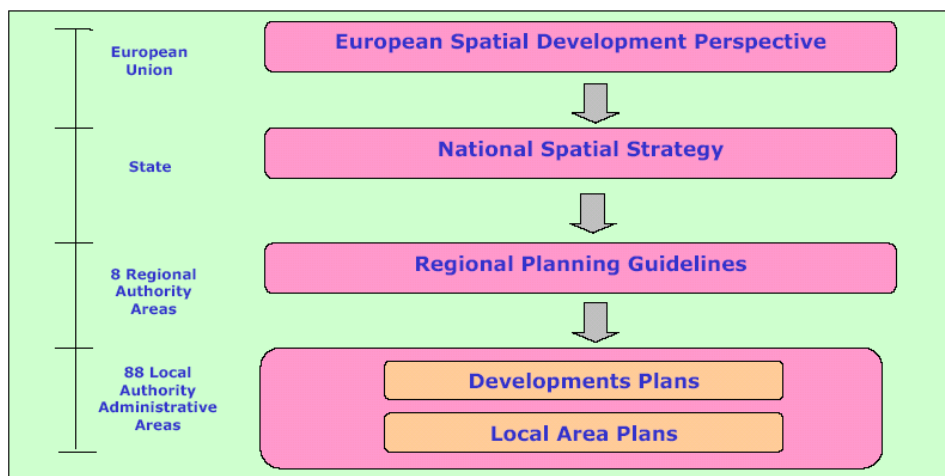 European
Union
European Spatial Development Perspective
State
National Spatial Strategy
8 Regional
Authority
Areas
Regional Planning Guidelines
88 Local
Authority
Administrative
Areas
Developments Plans
Local Area Plans